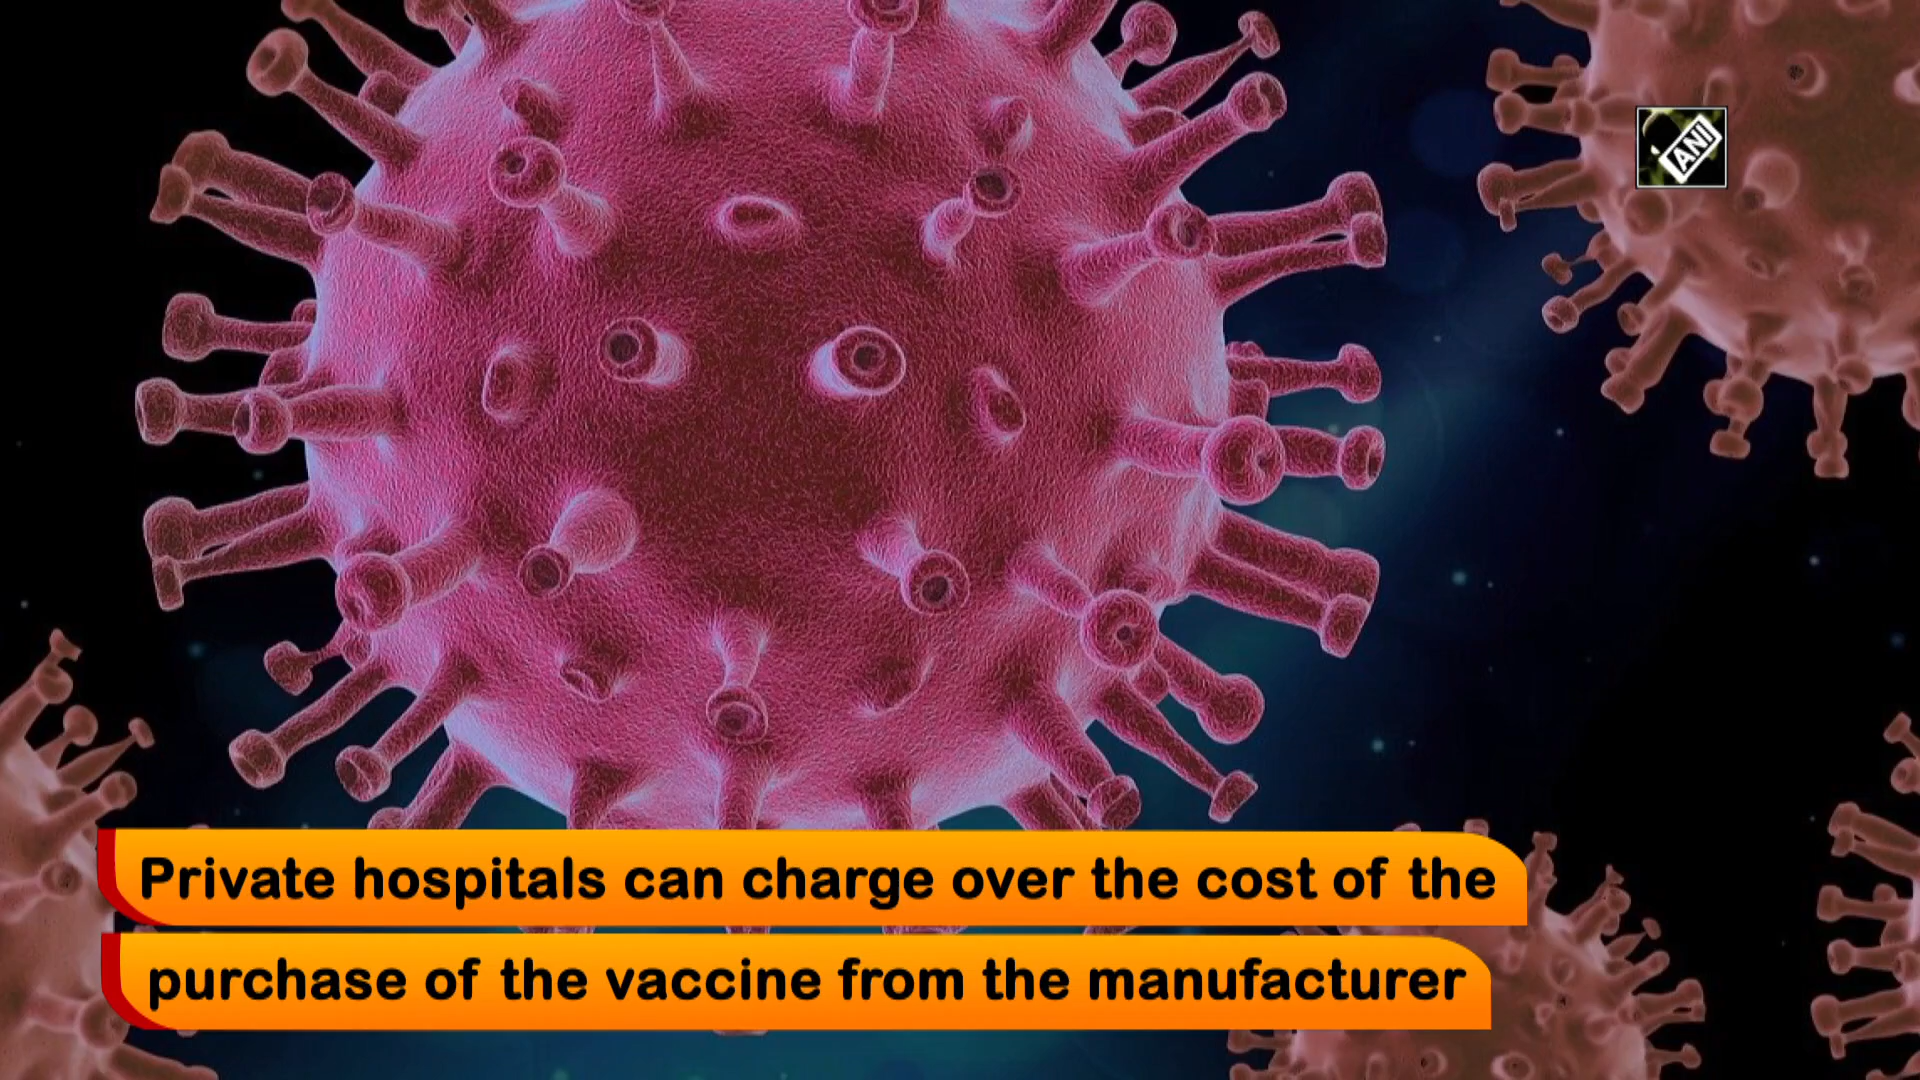 ANI
Private hospitals can charge over the cost of the
purchase of the vaccine from the manufacturer